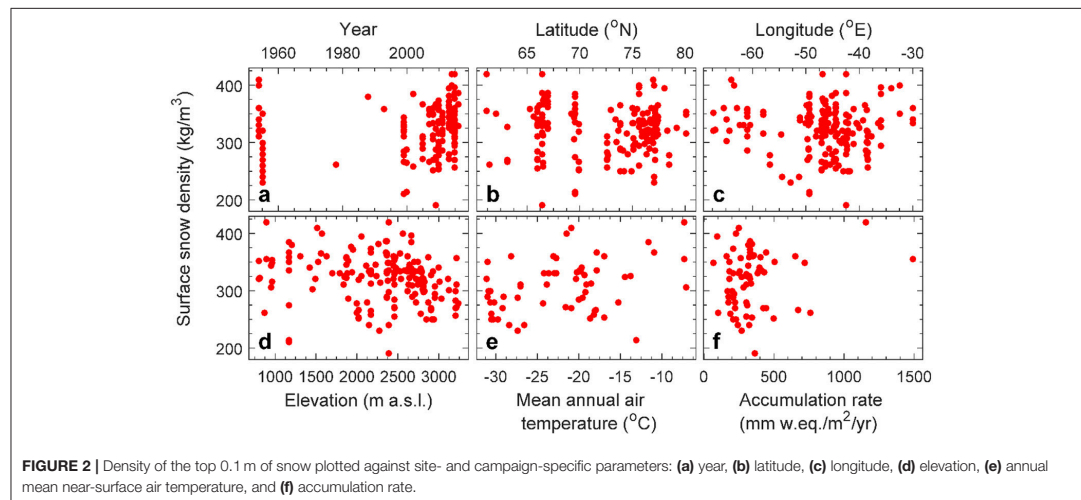 Year
Latitude (°N)
Longitude (°E)
1960 1980 2000
65 70 75 80
-60 -50 -40 -30
Surface snow density (kg/m³)
400
300
200
a
b
c
400
300
200
d
e
f
1000 1500 2000 2500 3000
-30 -25 -20 -15 -10
0 500 1000 1500
Elevation (m a.s.l.)
Mean annual air
temperature (°C)
Accumulation rate
(mm w.eq./m²/yr)
FIGURE 2 | Density of the top 0.1 m of snow plotted against site- and campaign-specific parameters: (a) year, (b) latitude, (c) longitude, (d) elevation, (e) annual
mean near-surface air temperature, and (f) accumulation rate.